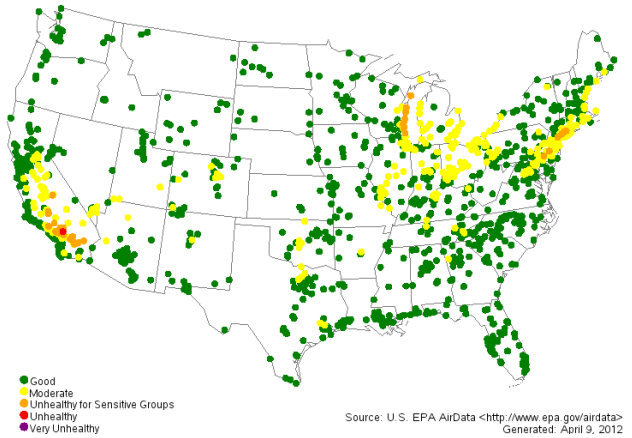 Good
Moderate
Unhealthy for Sensitive Groups
Unhealthy
Very Unhealthy
Source: U.S. EPA AirData <http://www.epa.gov/airdata>
Generated: April 9, 2012